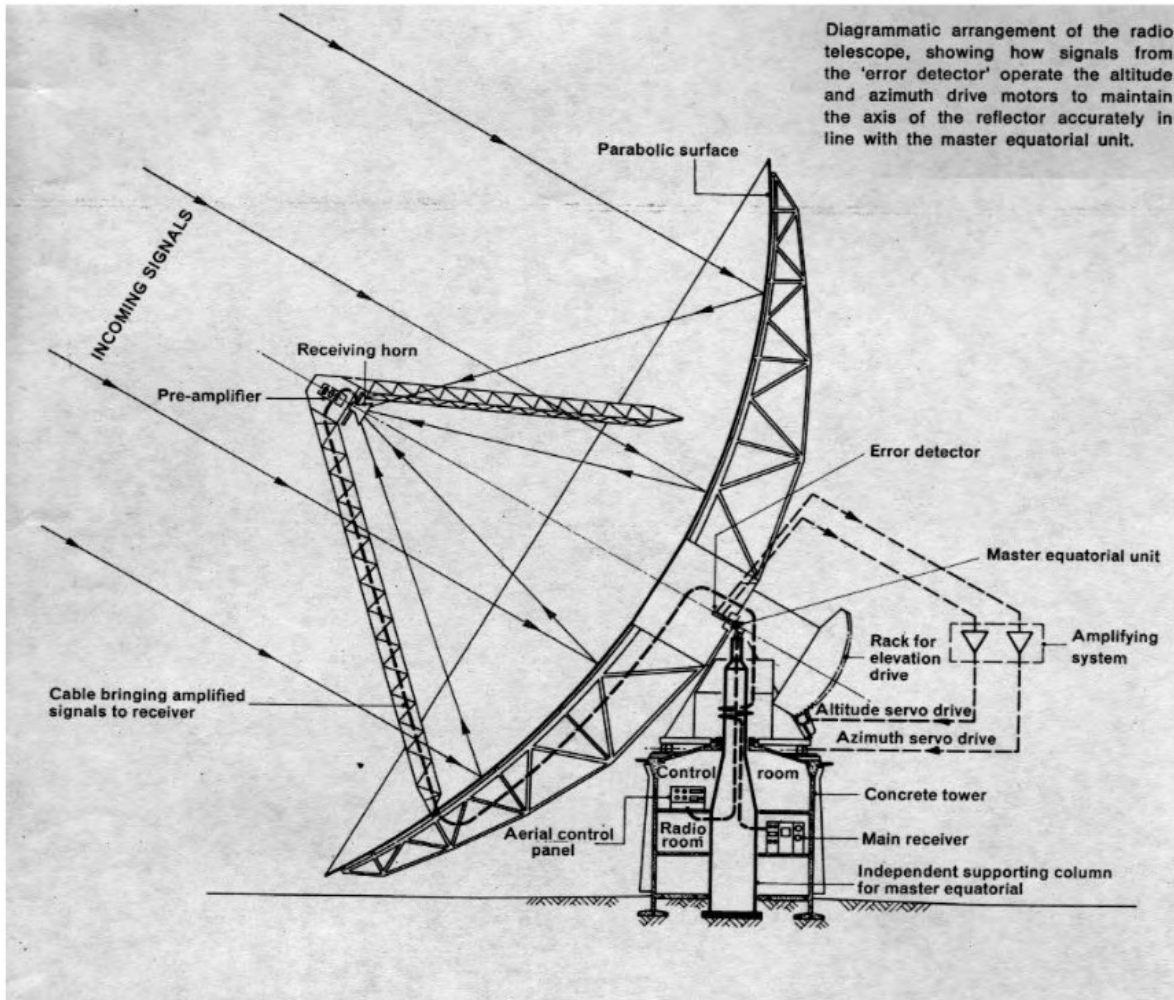 Diagrammatic arrangement of the radio
telescope, showing how signals from
the 'error detector' operate the altitude
and azimuth drive motors to maintain
the axis of the reflector accurately in
line with the master equatorial unit.
Parabolic surface
INCOMING SIGNALS
Receiving horn
Pre-amplifier
Error detector
Master equatorial unit
Rack for
elevation
drive
Amplifying
system
Cable bringing amplified
signals to receiver
Altitude servo drive
Azimuth servo drive
Control room
Concrete tower
Aerial control
panel
Radio
room
Main receiver
Independent supporting column
for master equatorial